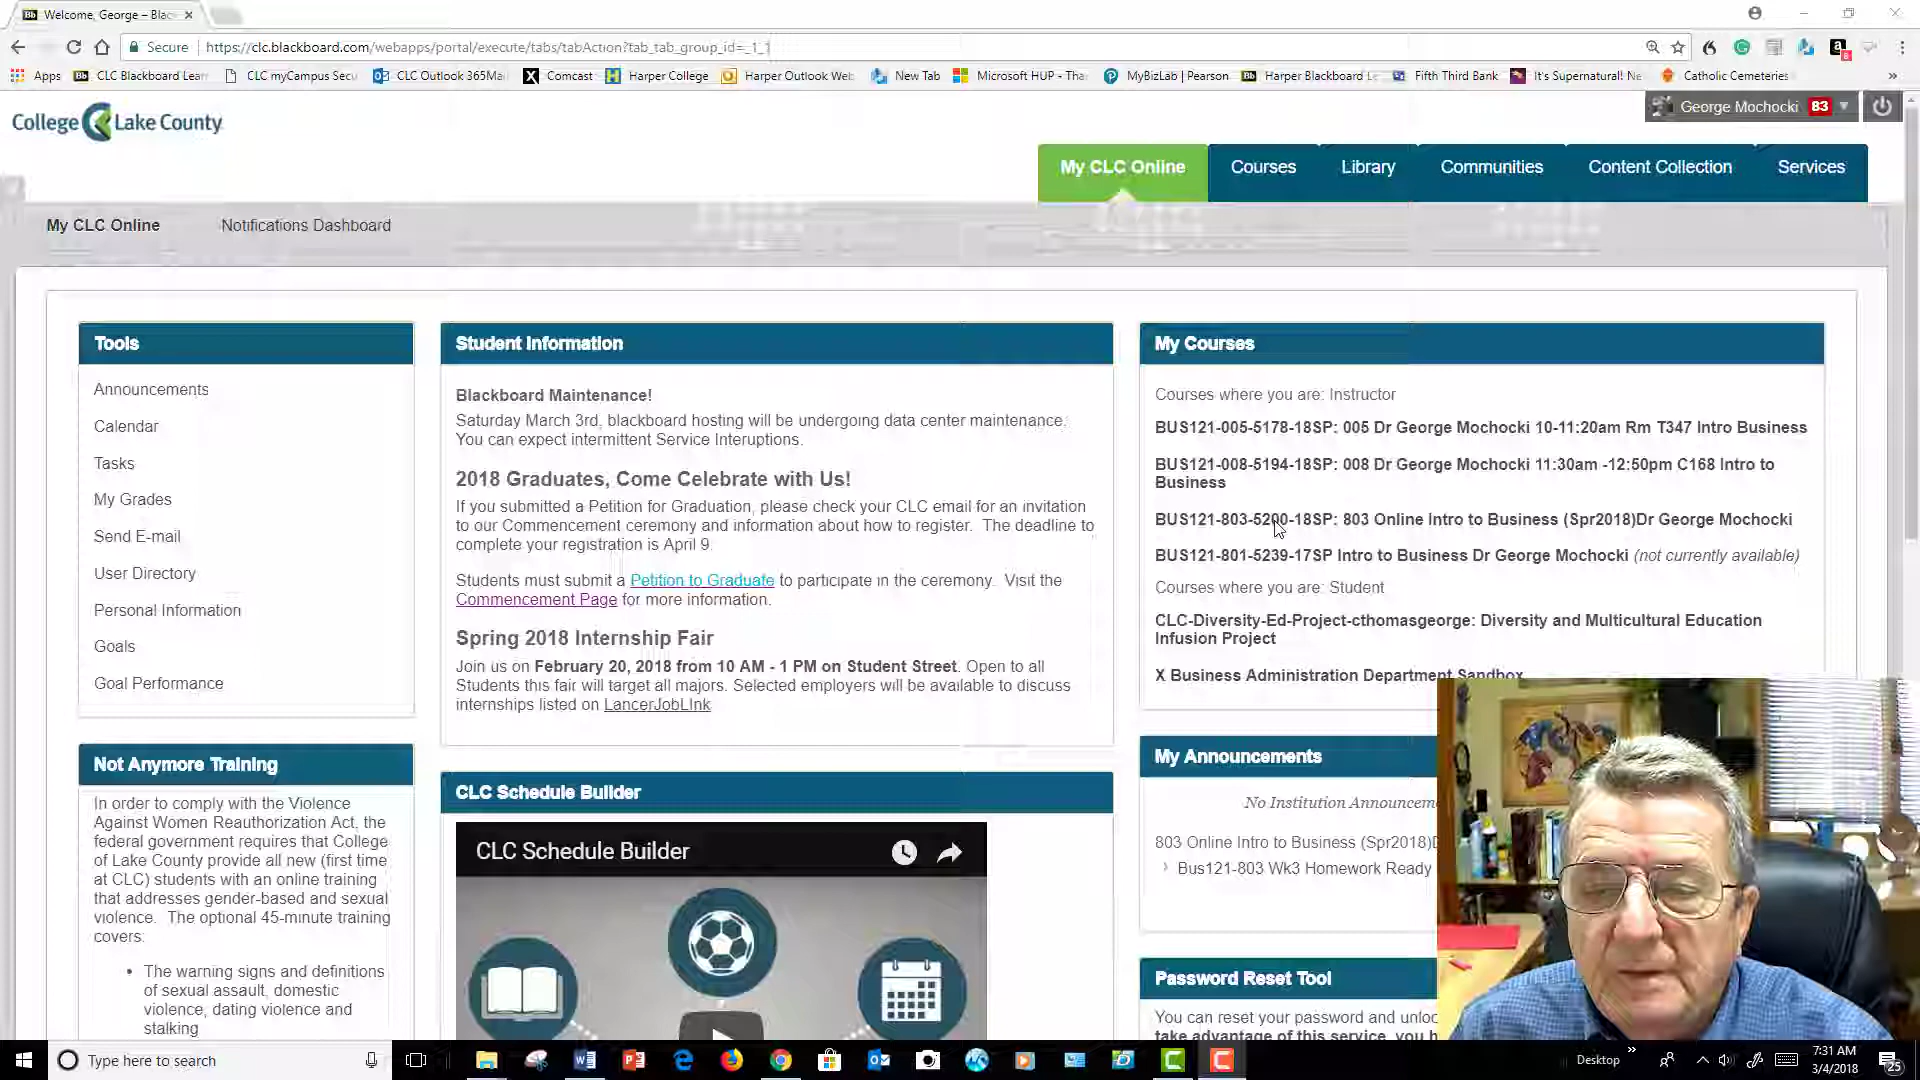 Welcome, George – Blac
Secure
https://clc.blackboard.com/webapps/portal/execute/tabs/tabAction?tab_tab_group_id=_1_1
Apps
CLC Blackboard Lear
CLC myCampus Secu
CLC Outlook 365Ma
Comcast
Harper College
Harper Outlook Web
New Tab
Microsoft HUP - Tha
MyBizLab | Pearson
Harper Blackboard Le
Fifth Third Bank
It's Supernatural! Ne
Catholic Cemeteries
College Lake County
George Mochocki 83
My CLC Online
Courses
Library
Communities
Content Collection
Services
My CLC Online
Notifications Dashboard
Tools
Announcements
Calendar
Tasks
My Grades
Send E-mail
User Directory
Personal Information
Goals
Goal Performance
Not Anymore Training
In order to comply with the Violence
Against Women Reauthorization Act, the
federal government requires that College
of Lake County provide all new (first time
at CLC) students with an online training
that addresses gender-based and sexual
violence. The optional 45-minute training
covers:
• The warning signs and definitions
of sexual assault, domestic
violence, dating violence and
stalking
Student Information
Blackboard Maintenance!
Saturday March 3rd, blackboard hosting will be undergoing data center maintenance.
You can expect intermittent Service Interuptions.
2018 Graduates, Come Celebrate with Us!
If you submitted a Petition for Graduation, please check your CLC email for an invitation
to our Commencement ceremony and information about how to register. The deadline to
complete your registration is April 9.
Students must submit a Petition to Graduate to participate in the ceremony. Visit the
Commencement Page for more information.
Spring 2018 Internship Fair
Join us on February 20, 2018 from 10 AM - 1 PM on Student Street. Open to all
Students this fair will target all majors. Selected employers will be available to discuss
internships listed on LancerJobLInk
CLC Schedule Builder
CLC Schedule Builder
My Courses
Courses where you are: Instructor
BUS121-005-5178-18SP: 005 Dr George Mochocki 10-11:20am Rm T347 Intro Business
BUS121-008-5194-18SP: 008 Dr George Mochocki 11:30am -12:50pm C168 Intro to
Business
BUS121-803-5200-18SP: 803 Online Intro to Business (Spr2018)Dr George Mochocki
BUS121-801-5239-17SP Intro to Business Dr George Mochocki (not currently available)
Courses where you are: Student
CLC-Diversity-Ed-Project-cthomasgeorge: Diversity and Multicultural Education
Infusion Project
X Business Administration Department Sandbox
My Announcements
No Institution Announceme
803 Online Intro to Business (Spr2018)D
Bus121-803 Wk3 Homework Ready
Password Reset Tool
You can reset your password and unloc
take advantage of this service, you h
Type here to search
Desktop
7:31 AM
3/4/2018
25